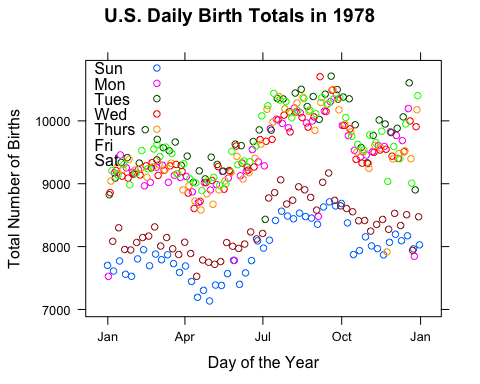 U.S. Daily Birth Totals in 1978
Sun
Mon
Tues
Wed
Thurs
Fri
Sat
10000
9000
8000
7000
Total Number of Births
Jan Apr Jul Oct Jan
Day of the Year